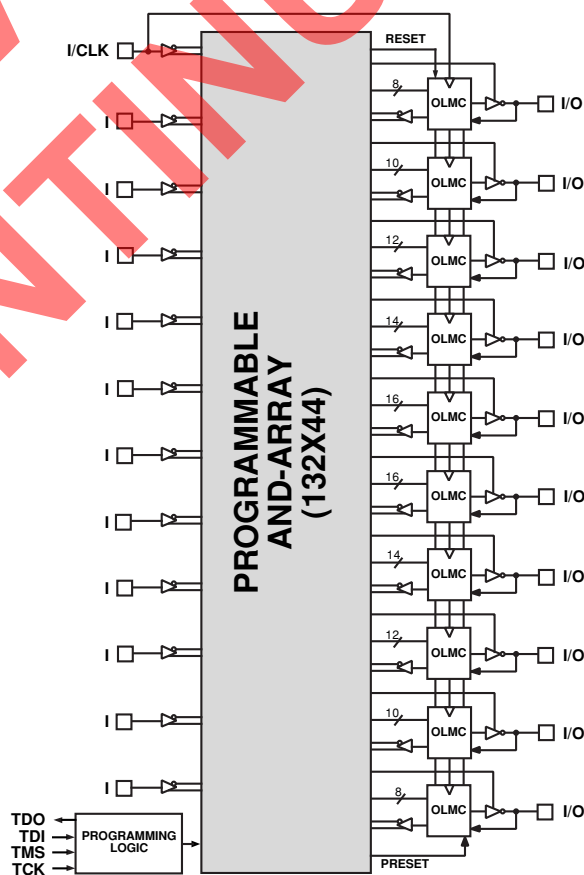 RESET
I/CLK
8
OLMC
I/O
I
10
OLMC
I/O
I
12
OLMC
I/O
I
14
OLMC
I/O
I
PROGRAMMABLE
AND-ARRAY
(132X44)
16
OLMC
I/O
I
16
OLMC
I/O
I
14
OLMC
I/O
I
12
OLMC
I/O
I
10
OLMC
I/O
I
8
OLMC
I/O
I
I
PRESET
TDO
TDI
TMS
TCK
PROGRAMMING
LOGIC